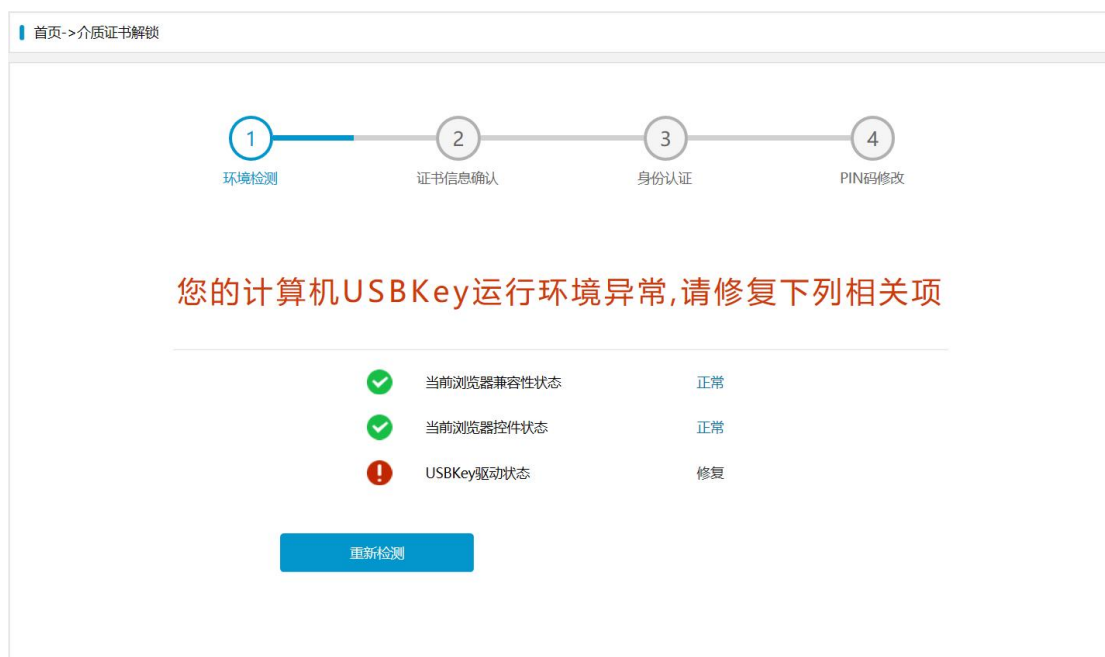 首页->介质证书解锁
1
2
3
4
环境检测
证书信息确认
身份认证
PIN码修改
您的计算机USBKey运行环境异常,请修复下列相关项
当前浏览器兼容性状态 正常
当前浏览器控件状态 正常
USBKey驱动状态 修复
重新检测